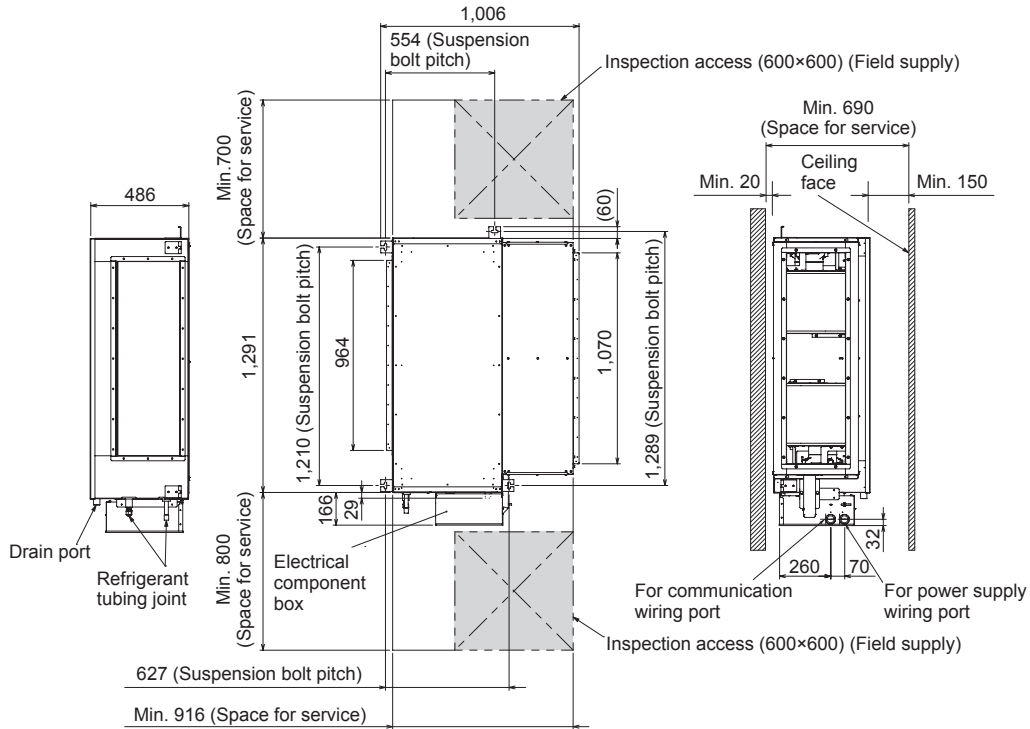 1,006
554 (Suspension
bolt pitch)
Inspection access (600×600) (Field supply)
Min. 690
(Space for service)
Ceiling
face
Min. 20
Min. 150
Min.700
(Space for service)
(60)
486
1,291
1,210 (Suspension bolt pitch)
964
1,070
1,289 (Suspension bolt pitch)
166
29
Drain port
Refrigerant
tubing joint
Electrical
component
box
Min. 800
(Space for service)
32
260
70
For communication
wiring port
For power supply
wiring port
Inspection access (600×600) (Field supply)
627 (Suspension bolt pitch)
Min. 916 (Space for service)